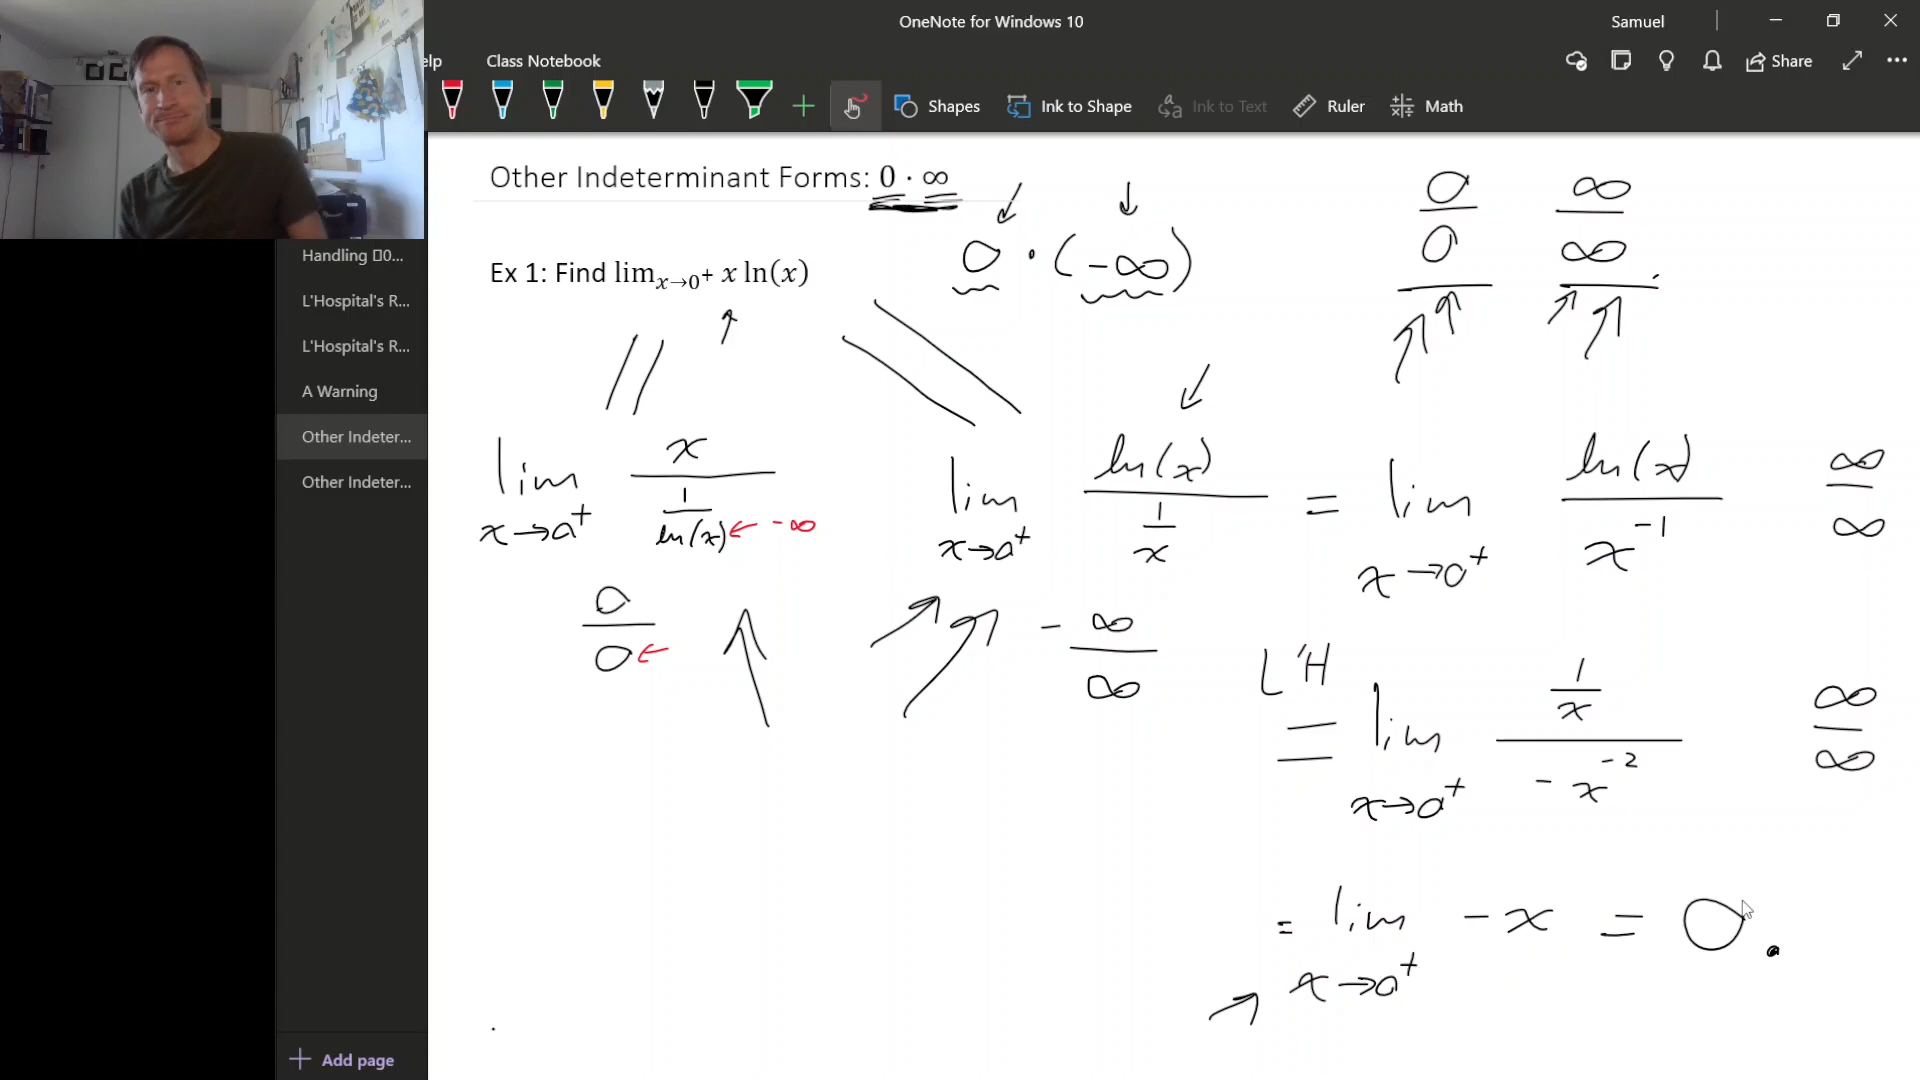 OneNote for Windows 10
Samuel
elp
Class Notebook
Share
Shapes
Ink to Shape
Ink to Text
Ruler
Math
Handling 𥐐0...
L'Hospital's R...
L'Hospital's R...
A Warning
Other Indeter...
Other Indeter...
Add page
Other Indeterminant Forms: 0 · ∞
0 · (-∞)
0/0 ∞/∞
Ex 1: Find lim x→0+ x ln(x)
lim x→0+ x/(1/ln(x)) ← -∞
0/0 ←
lim x→0+ ln(x)/(1/x) = lim x→0+ ln(x)/x^-1 ∞/∞
-∞/∞
L'H
= lim x→0+ (1/x)/(-x^-2) ∞/∞
= lim x→0+ -x = 0.